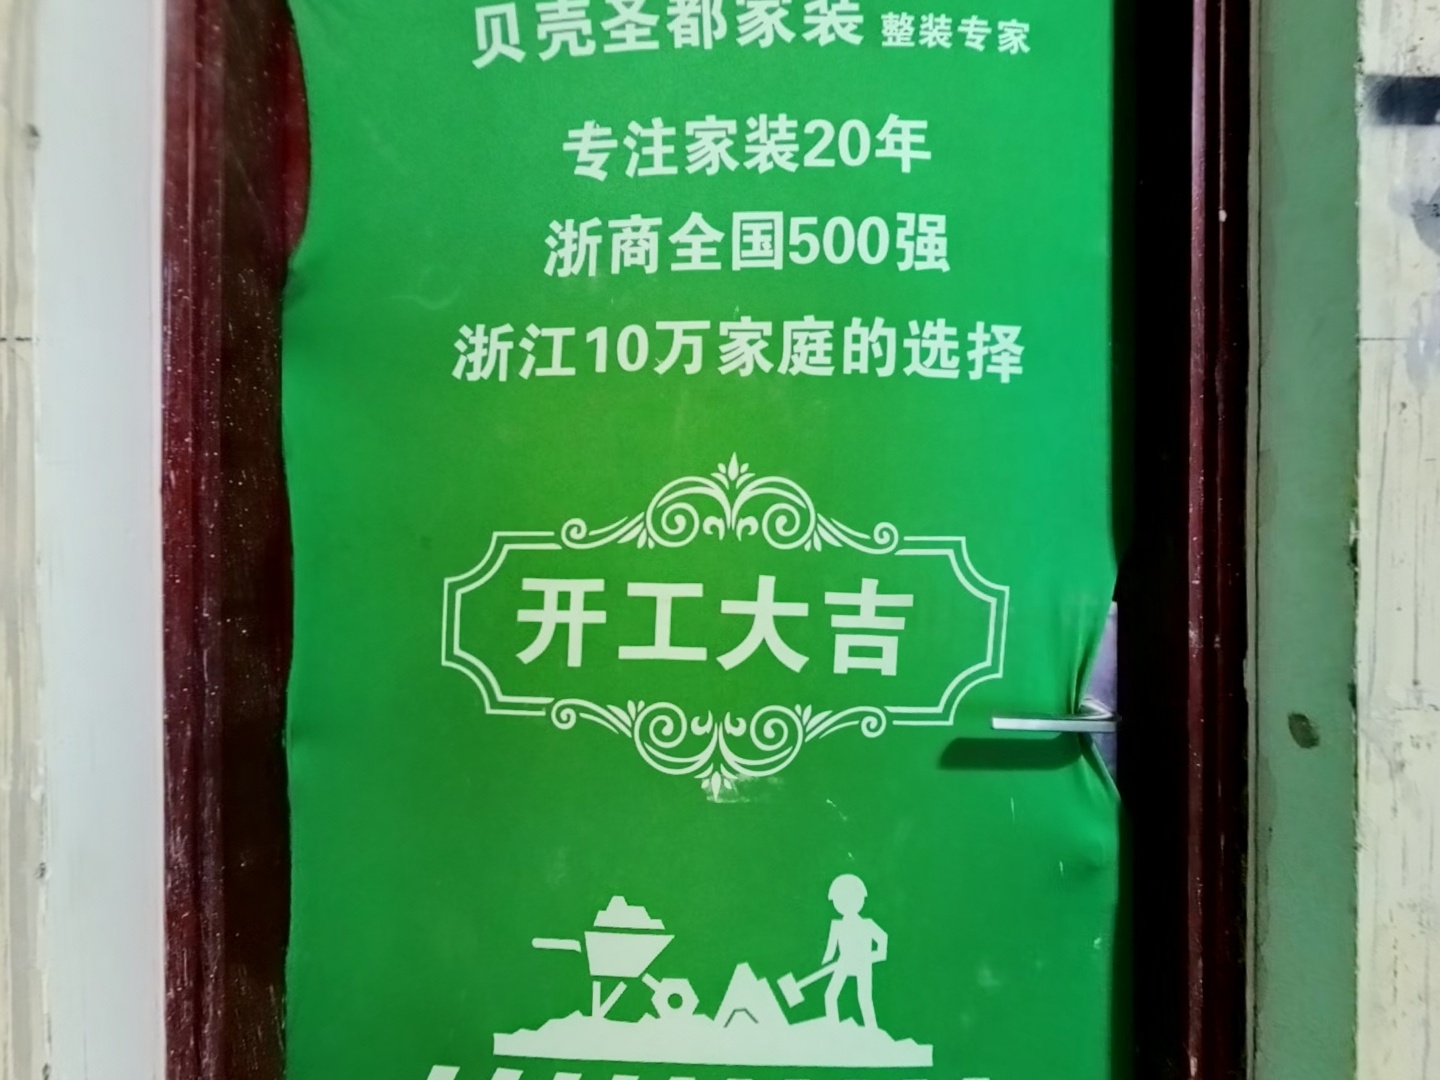 贝壳圣都家装 整装专家
专注家装20年
浙商全国500强
浙江10万家庭的选择
开工大吉